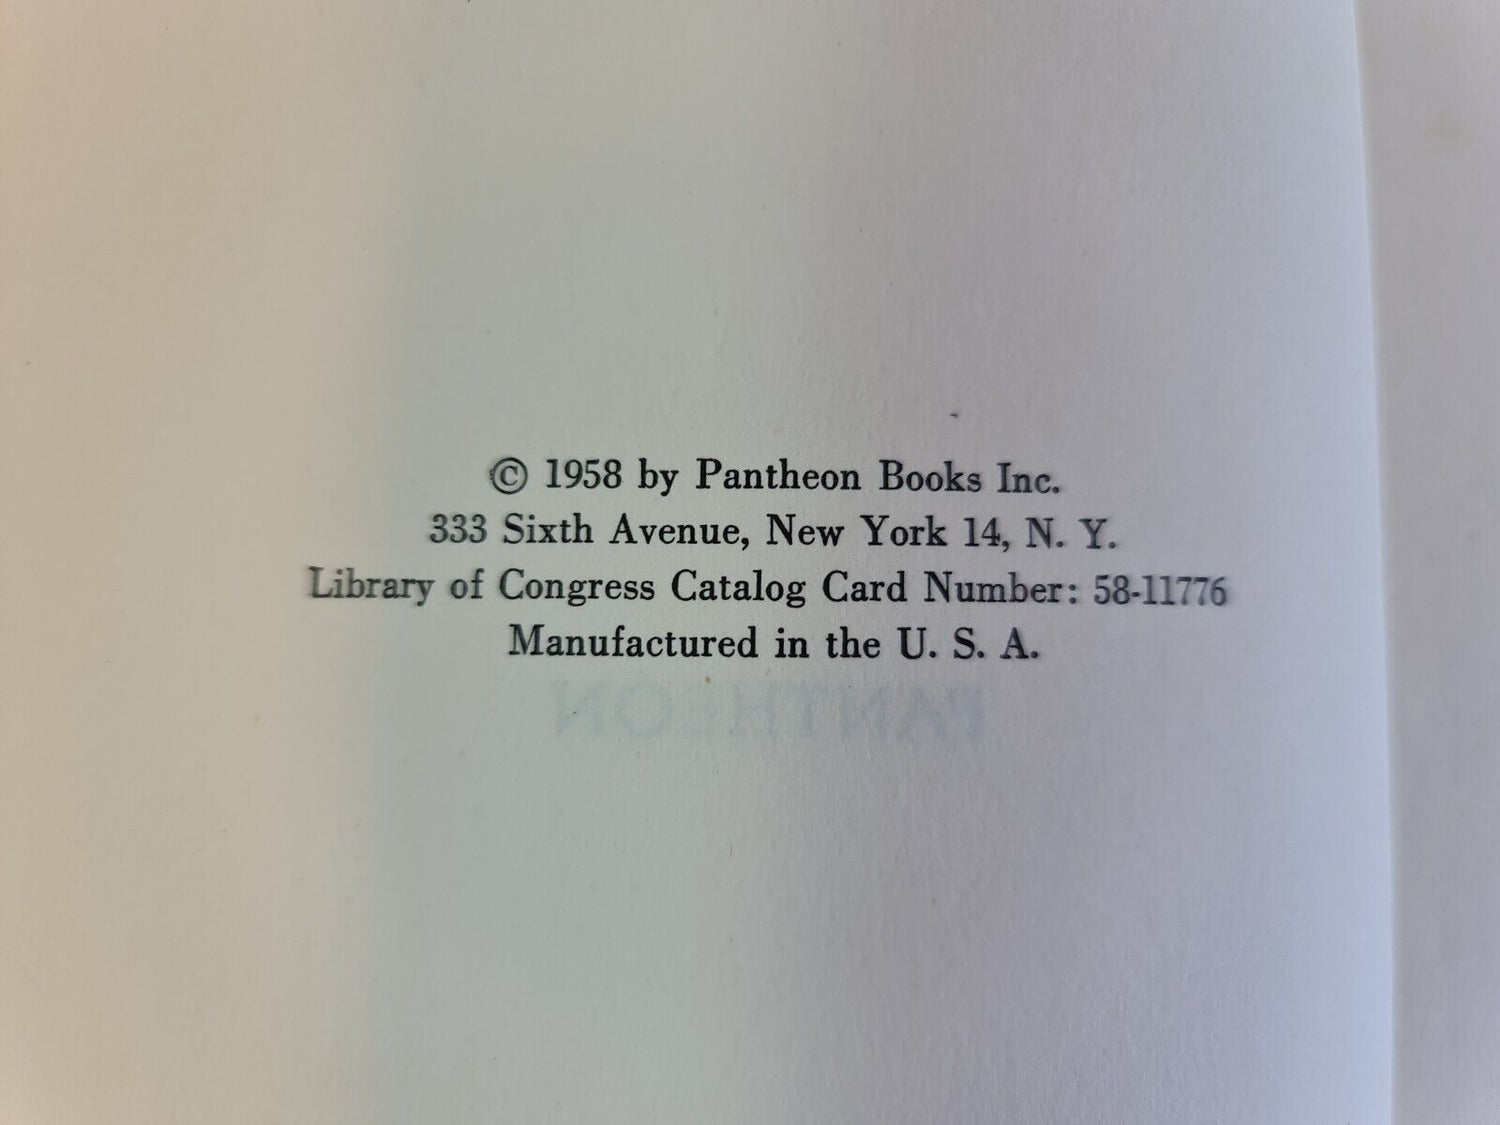 © 1958 by Pantheon Books Inc.
333 Sixth Avenue, New York 14, N. Y.
Library of Congress Catalog Card Number: 58-11776
Manufactured in the U. S. A.
PANTHEON